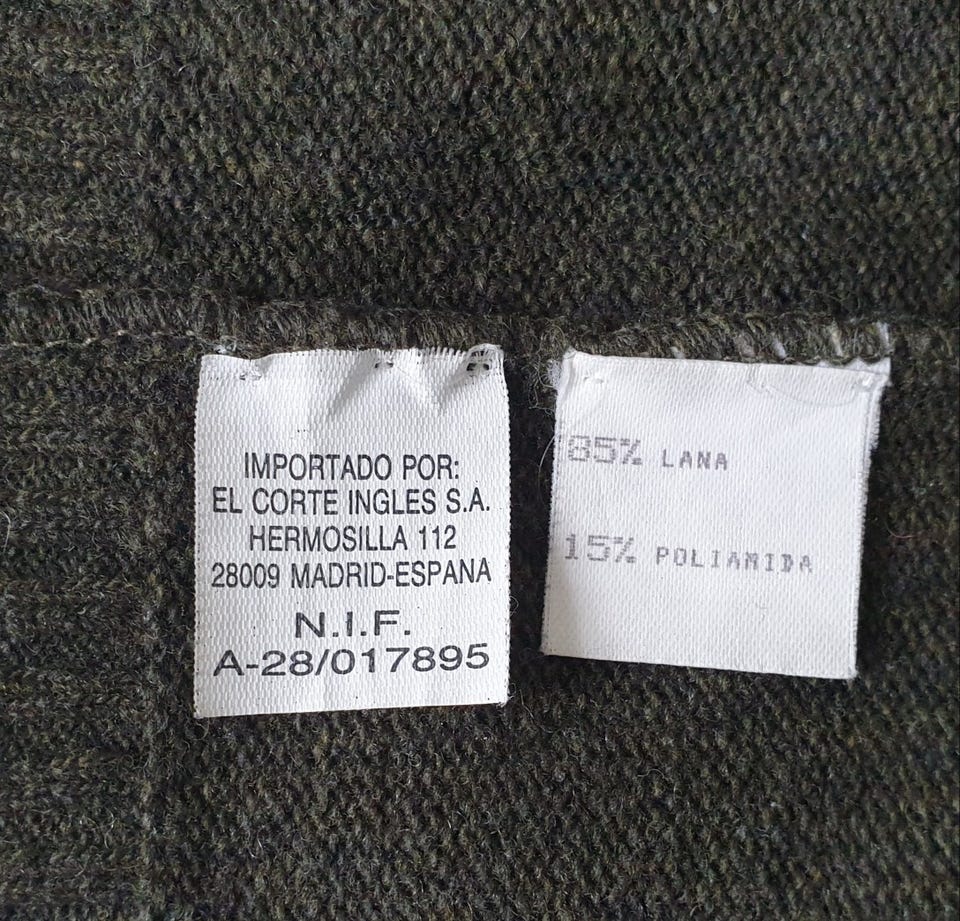 IMPORTADO POR:
EL CORTE INGLES S.A.
HERMOSILLA 112
28009 MADRID-ESPANA
N.I.F.
A-28/017895
85% LANA
15% POLIAMIDA